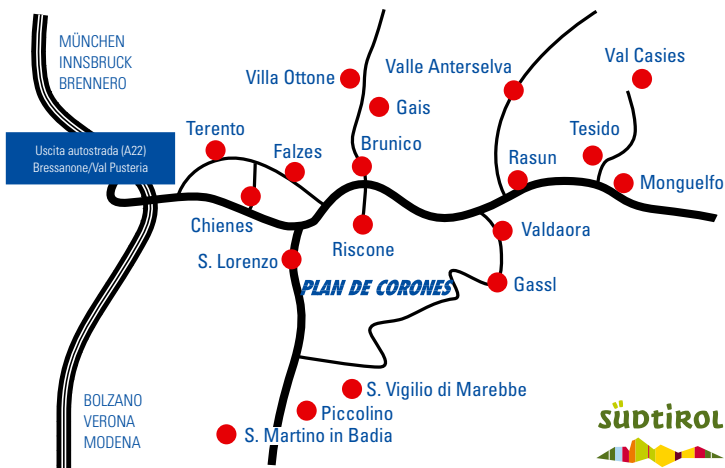 MÜNCHEN
INNSBRUCK
BRENNERO
Uscita autostrada (A22)
Bressanone/Val Pusteria
Villa Ottone
Valle Anterselva
Val Casies
Gais
Terento
Falzes
Brunico
Tesido
Rasun
Monguelfo
Chienes
Riscone
Valdaora
S. Lorenzo
PLAN DE CORONES
Gassl
S. Vigilio di Marebbe
Piccolino
S. Martino in Badia
BOLZANO
VERONA
MODENA
SÜDTiROL